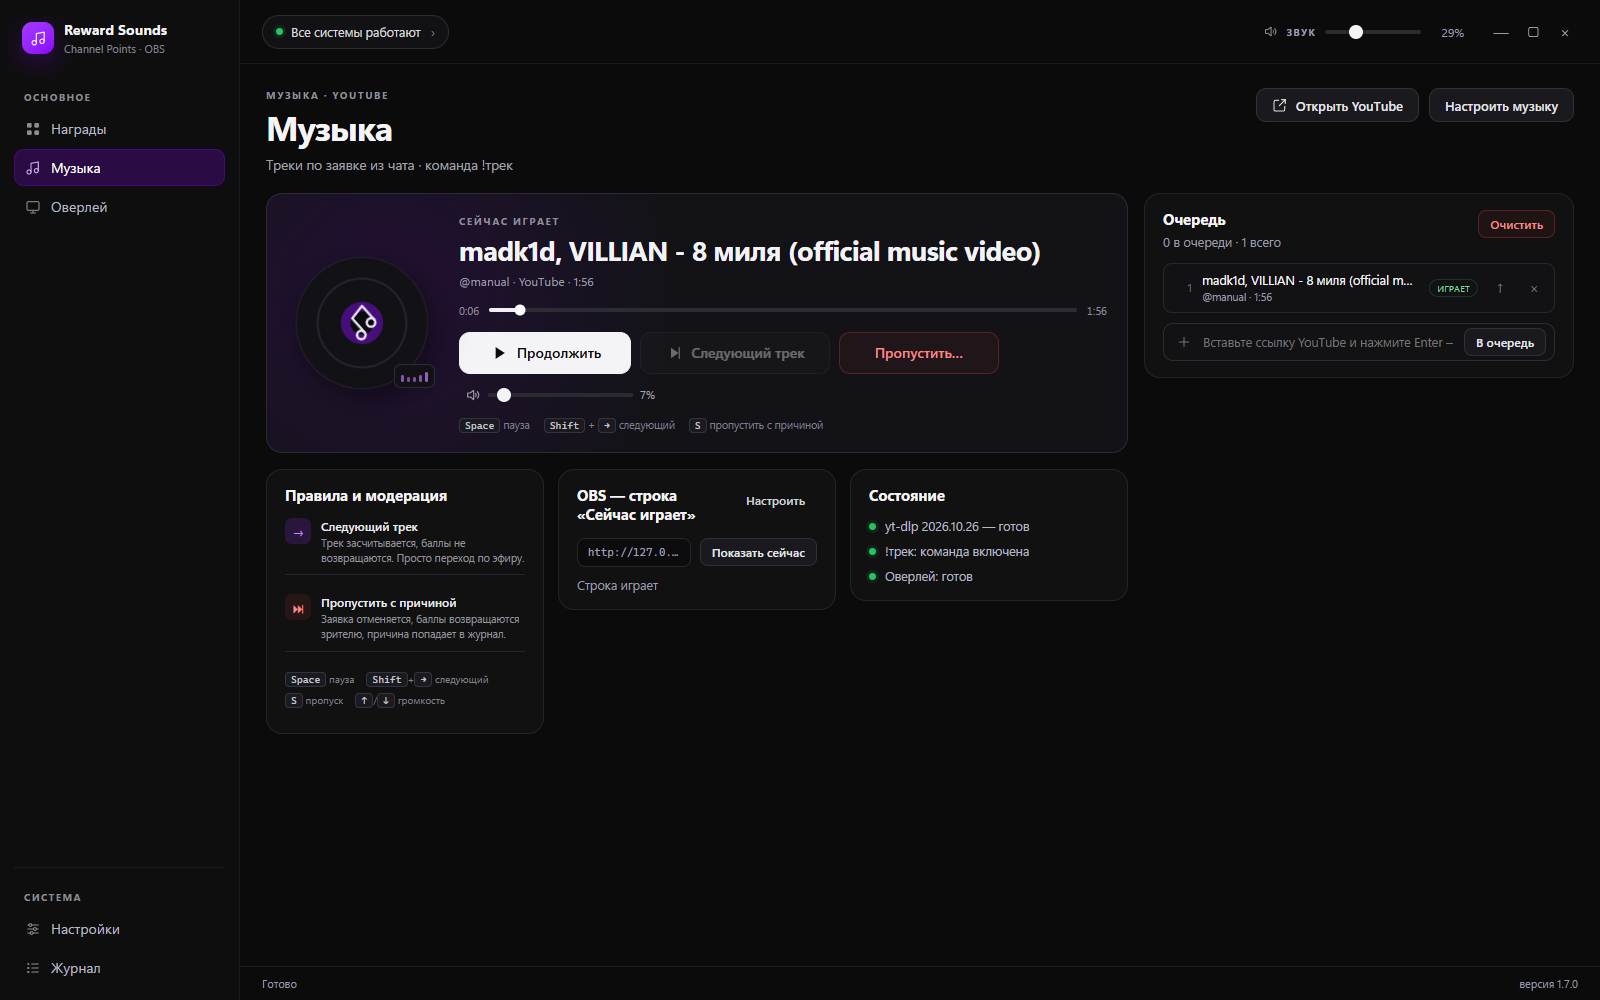 Reward Sounds
Channel Points · OBS
ОСНОВНОЕ
Награды
Музыка
Оверлей
СИСТЕМА
Настройки
Журнал
Все системы работают ›
ЗВУК 29%
МУЗЫКА · YOUTUBE
Музыка
Треки по заявке из чата · команда !трек
Открыть YouTube
Настроить музыку
СЕЙЧАС ИГРАЕТ
madk1d, VILLIAN - 8 миля (official music video)
@manual · YouTube · 1:56
0:06 1:56
Продолжить
Следующий трек
Пропустить...
7%
Space пауза Shift + → следующий S пропустить с причиной
Очередь
Очистить
0 в очереди · 1 всего
1 madk1d, VILLIAN - 8 миля (official m... ИГРАЕТ ↑ ×
@manual · 1:56
+ Вставьте ссылку YouTube и нажмите Enter — В очередь
Правила и модерация
Следующий трек
Трек засчитывается, баллы не
возвращаются. Просто переход по эфиру.
Пропустить с причиной
Заявка отменяется, баллы возвращаются
зрителю, причина попадает в журнал.
Space пауза Shift+→ следующий
S пропуск ↑/↓ громкость
OBS — строка
«Сейчас играет»
Настроить
http://127.0.…
Показать сейчас
Строка играет
Состояние
yt-dlp 2026.10.26 — готов
!трек: команда включена
Оверлей: готов
Готово
версия 1.7.0